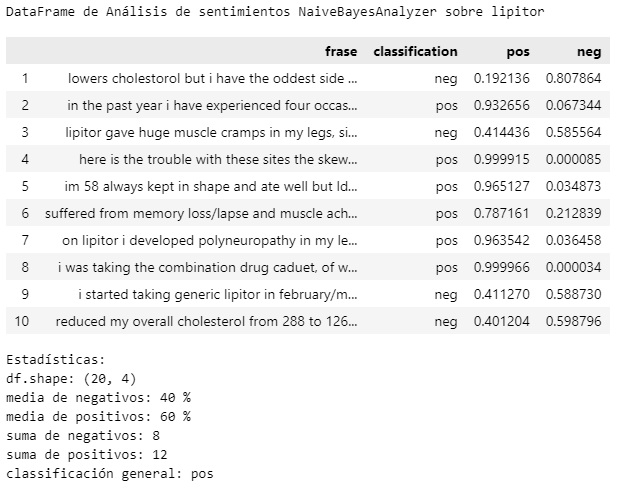 DataFrame de Análisis de sentimientos NaiveBayesAnalyzer sobre lipitor
frase classification pos neg
1 lowers cholestorol but i have the oddest side ... neg 0.192136 0.807864
2 in the past year i have experienced four occas... pos 0.932656 0.067344
3 lipitor gave huge muscle cramps in my legs, si... neg 0.414436 0.585564
4 here is the trouble with these sites the skew... pos 0.999915 0.000085
5 im 58 always kept in shape and ate well but ld... pos 0.965127 0.034873
6 suffered from memory loss/lapse and muscle ach... pos 0.787161 0.212839
7 on lipitor i developed polyneuropathy in my le... pos 0.963542 0.036458
8 i was taking the combination drug caduet, of w... pos 0.999966 0.000034
9 i started taking generic lipitor in february/m... neg 0.411270 0.588730
10 reduced my overall cholesterol from 288 to 126... neg 0.401204 0.598796
Estadísticas:
df.shape: (20, 4)
media de negativos: 40 %
media de positivos: 60 %
suma de negativos: 8
suma de positivos: 12
classificación general: pos